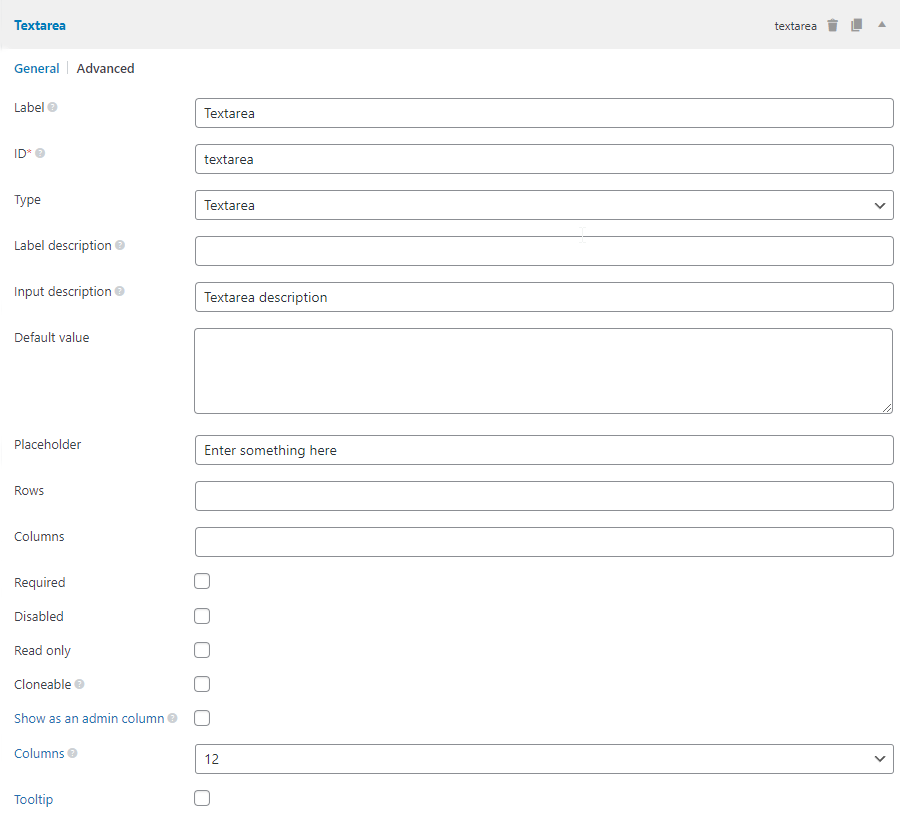 Textarea textarea
General Advanced
Label Textarea
ID* textarea
Type Textarea
Label description
Input description Textarea description
Default value
Placeholder Enter something here
Rows
Columns
Required
Disabled
Read only
Cloneable
Show as an admin column
Columns 12
Tooltip